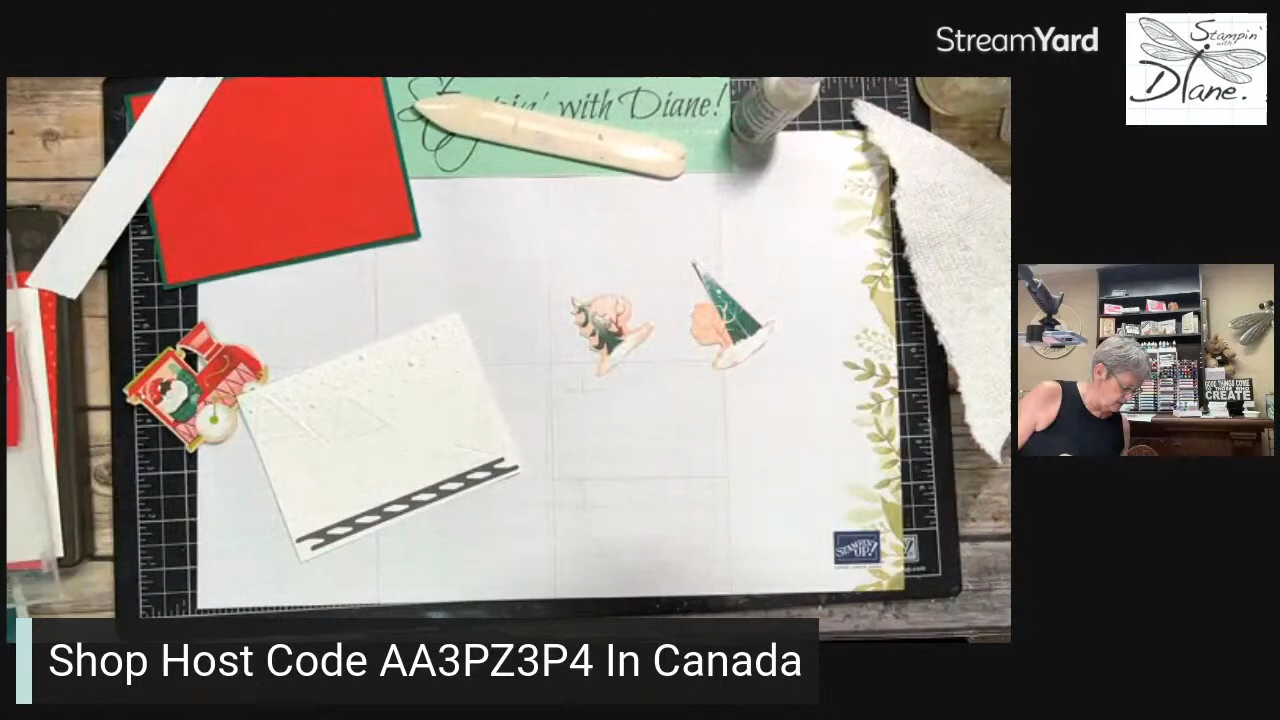 StreamYard
Stampin'
with
Diane.
with Diane!
GOOD THINGS COME
TO THOSE WHO
CREATE
STAMPIN'
UP!
Shop Host Code AA3PZ3P4 In Canada